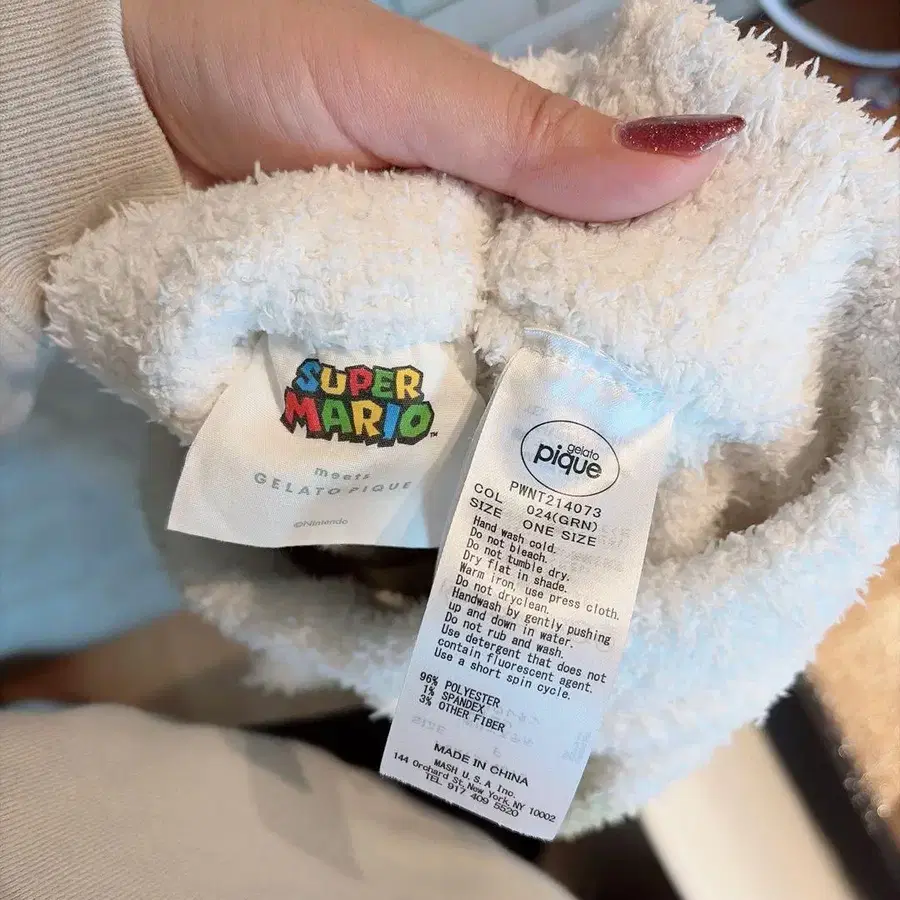 SUPER
MARIO™
meets
GELATO PIQUE
©Nintendo
gelato
pique
PWNT214073
COL 024(GRN)
SIZE ONE SIZE
Hand wash cold.
Do not bleach.
Do not tumble dry.
Dry flat in shade.
Warm iron, use press cloth.
Do not dryclean.
Handwash by gently pushing
up and down in water.
Do not rub and wash.
Use detergent that does not
contain fluorescent agent.
Use a short spin cycle.
96% POLYESTER
1% SPANDEX
3% OTHER FIBER
MADE IN CHINA
MASH U.S.A Inc.
144 Orchard St, New York, NY 10002
TEL 917 409 5520